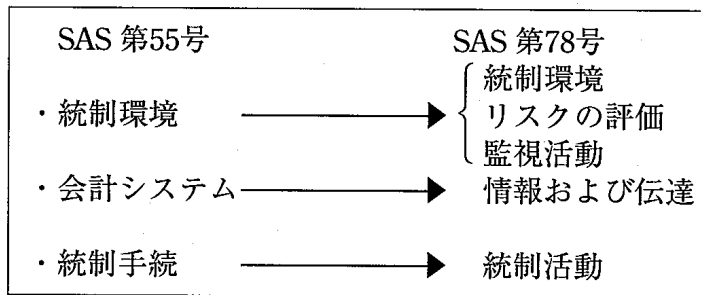 SAS 第55号 SAS 第78号
統制環境
・統制環境 リスクの評価
監視活動
・会計システム 情報および伝達
・統制手続 統制活動